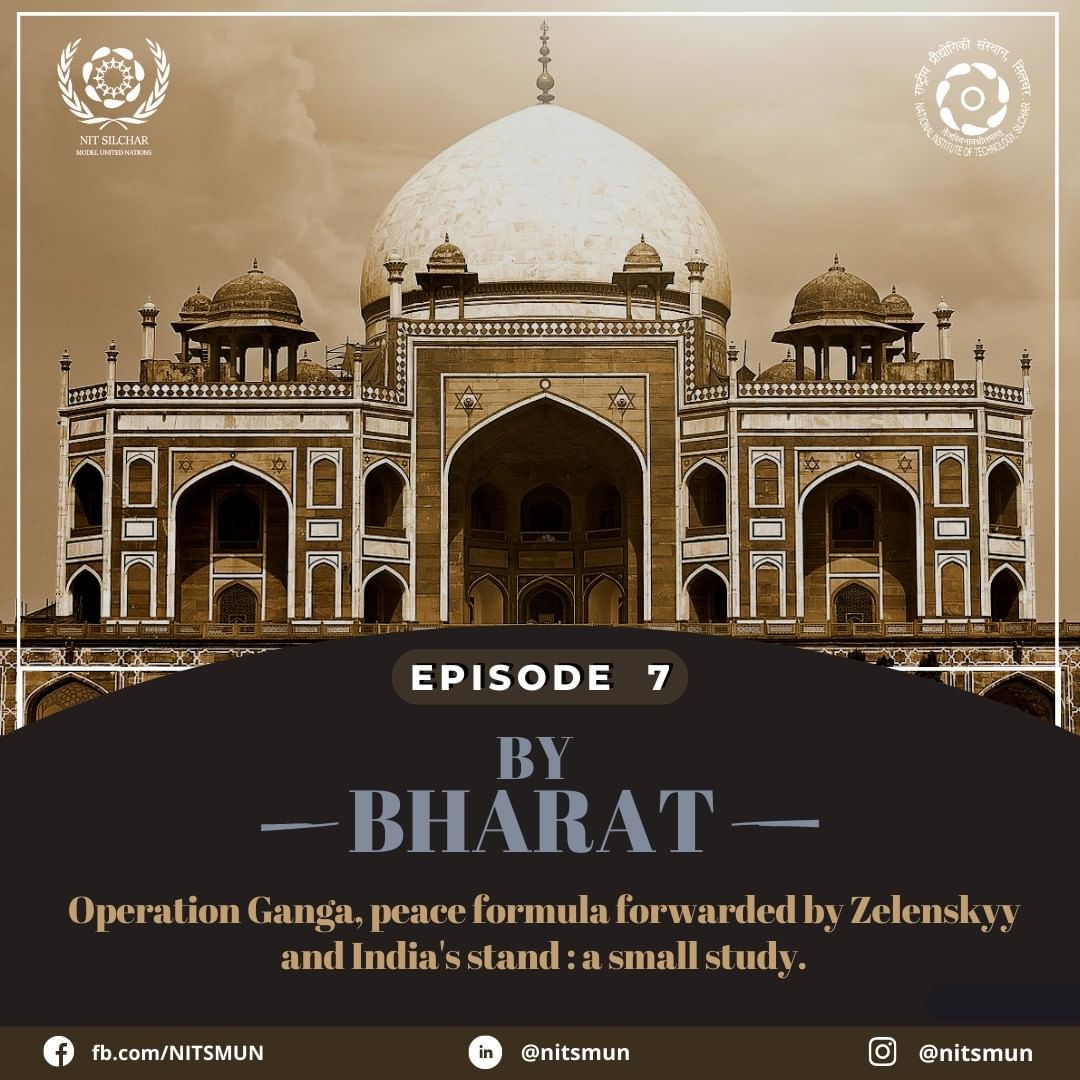 NIT SILCHAR
MODEL UNITED NATIONS
राष्ट्रीय प्रौद्योगिकी संस्थान, सिलचर
NATIONAL INSTITUTE OF TECHNOLOGY, SILCHAR
EPISODE 7
BY
BHARAT
Operation Ganga, peace formula forwarded by Zelenskyy
and India's stand : a small study.
fb.com/NITSMUN
@nitsmun
@nitsmun